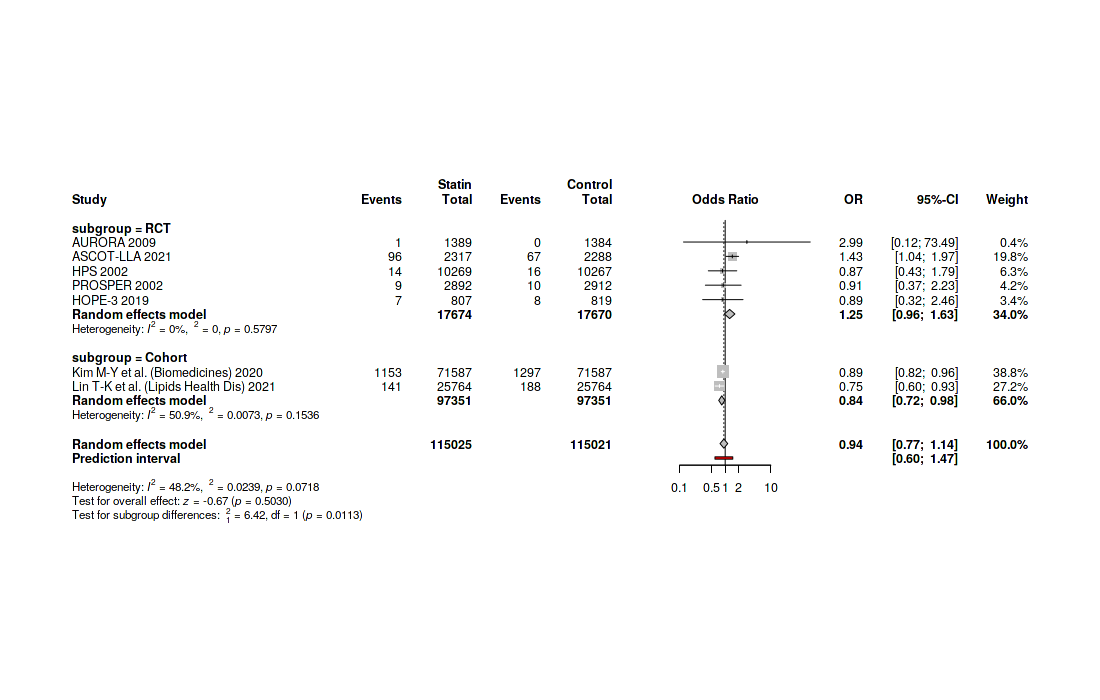 Statin Control
Study Events Total Events Total Odds Ratio OR 95%-CI Weight
subgroup = RCT
AURORA 2009 1 1389 0 1384 2.99 [0.12; 73.49] 0.4%
ASCOT-LLA 2021 96 2317 67 2288 1.43 [1.04; 1.97] 19.8%
HPS 2002 14 10269 16 10267 0.87 [0.43; 1.79] 6.3%
PROSPER 2002 9 2892 10 2912 0.91 [0.37; 2.23] 4.2%
HOPE-3 2019 7 807 8 819 0.89 [0.32; 2.46] 3.4%
Random effects model 17674 17670 1.25 [0.96; 1.63] 34.0%
Heterogeneity: I² = 0%, ² = 0, p = 0.5797
subgroup = Cohort
Kim M-Y et al. (Biomedicines) 2020 1153 71587 1297 71587 0.89 [0.82; 0.96] 38.8%
Lin T-K et al. (Lipids Health Dis) 2021 141 25764 188 25764 0.75 [0.60; 0.93] 27.2%
Random effects model 97351 97351 0.84 [0.72; 0.98] 66.0%
Heterogeneity: I² = 50.9%, ² = 0.0073, p = 0.1536
Random effects model 115025 115021 0.94 [0.77; 1.14] 100.0%
Prediction interval [0.60; 1.47]
Heterogeneity: I² = 48.2%, ² = 0.0239, p = 0.0718
0.1 0.5 1 2 10
Test for overall effect: z = -0.67 (p = 0.5030)
Test for subgroup differences: ²₁ = 6.42, df = 1 (p = 0.0113)